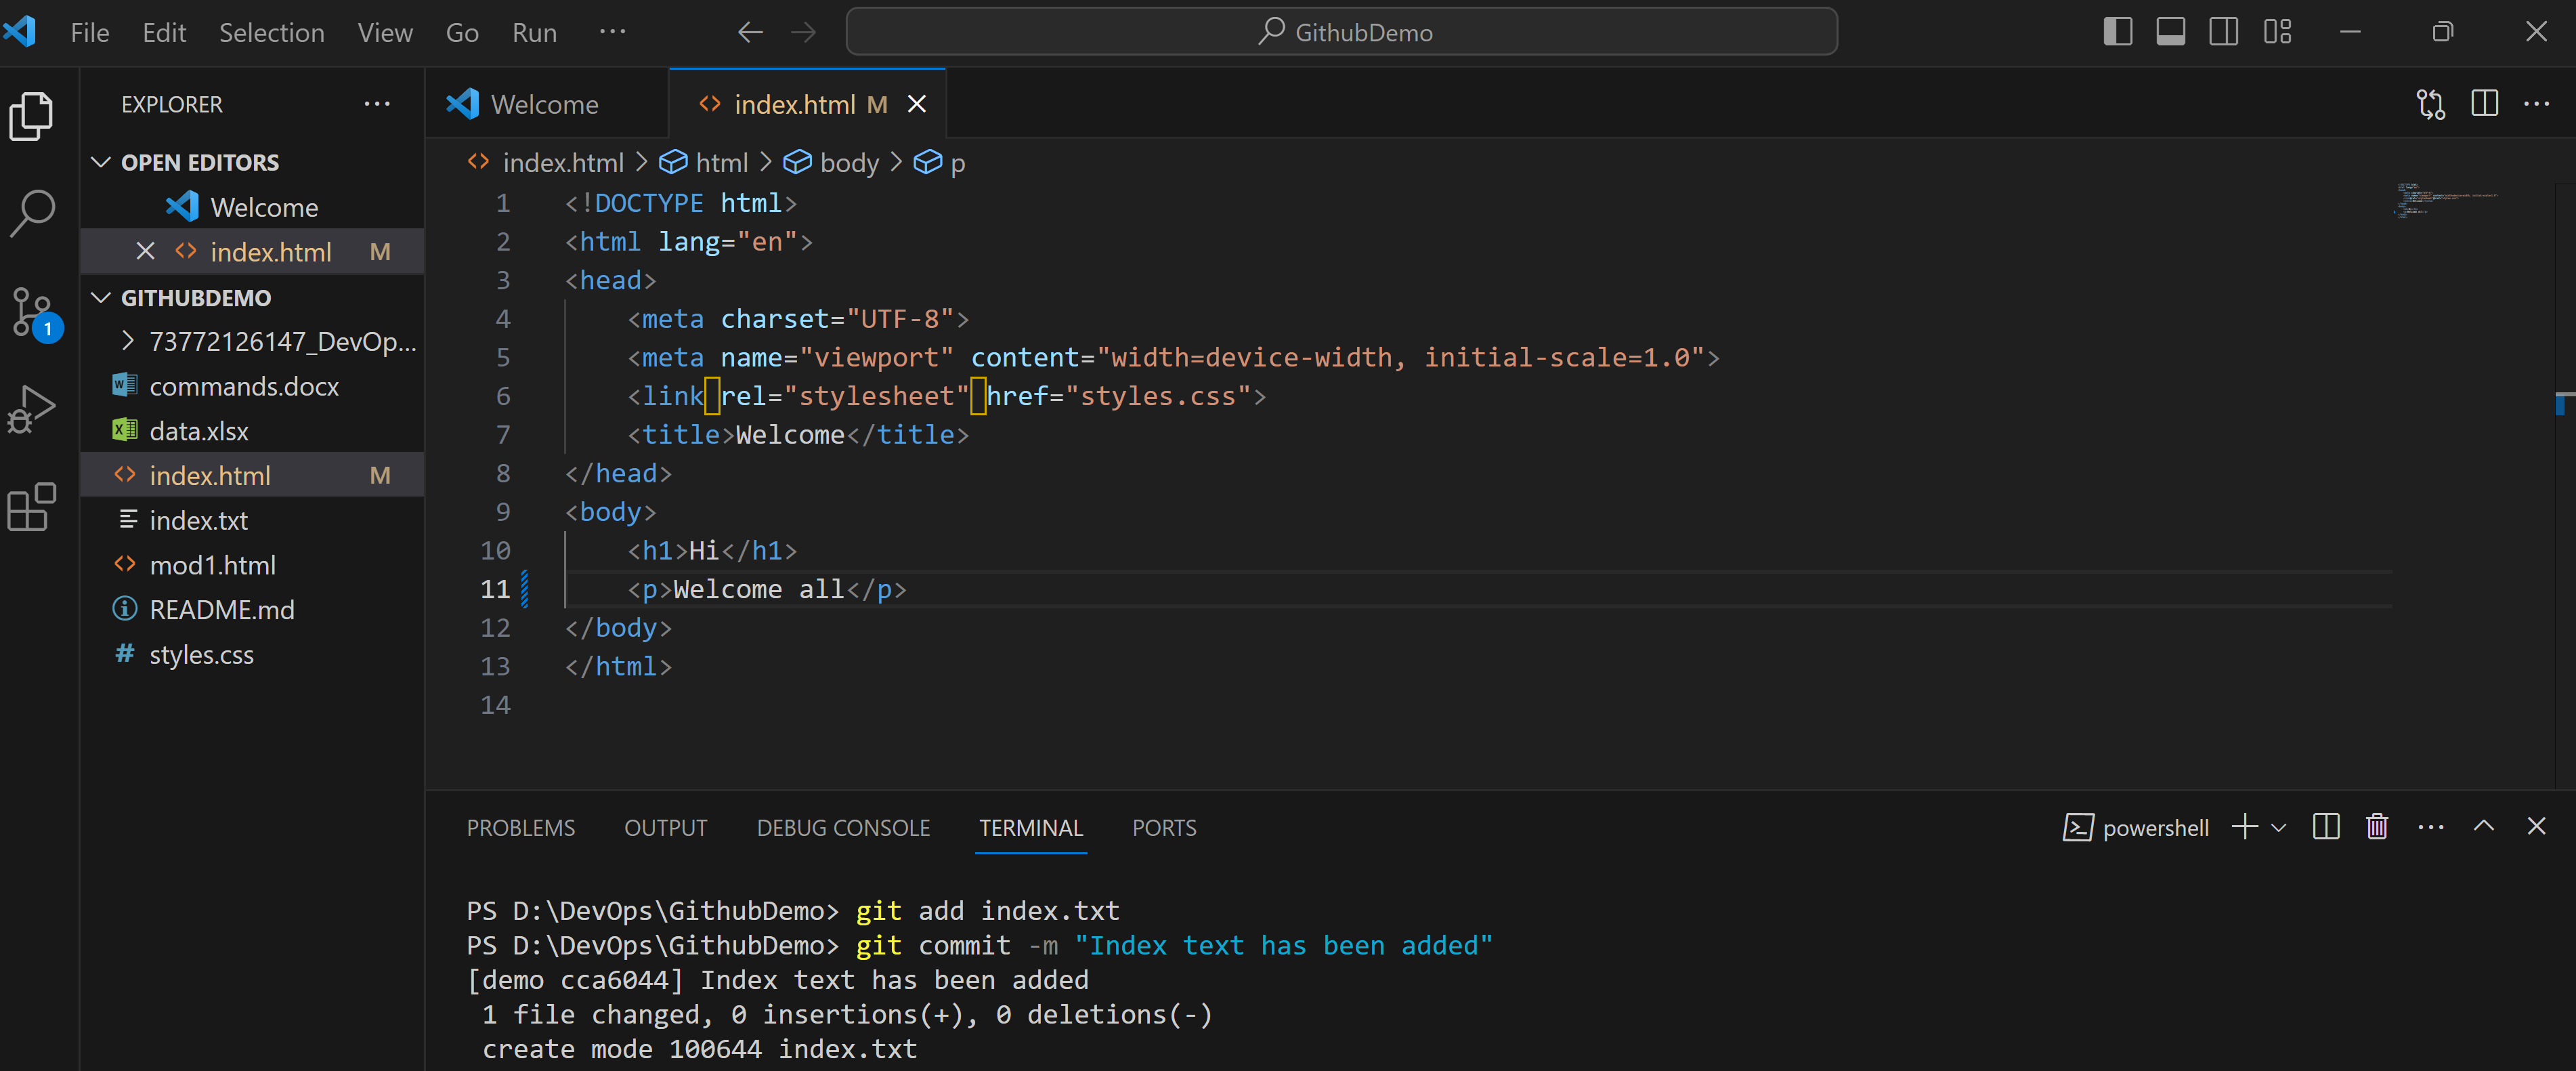 File Edit Selection View Go Run ··· GithubDemo
EXPLORER ···
OPEN EDITORS
Welcome
index.html M
GITHUBDEMO
73772126147_DevOp...
commands.docx
data.xlsx
index.html M
index.txt
mod1.html
README.md
styles.css
1
Welcome index.html M
index.html > html > body > p
1 <!DOCTYPE html>
2 <html lang="en">
3 <head>
4 <meta charset="UTF-8">
5 <meta name="viewport" content="width=device-width, initial-scale=1.0">
6 <link rel="stylesheet" href="styles.css">
7 <title>Welcome</title>
8 </head>
9 <body>
10 <h1>Hi</h1>
11 <p>Welcome all</p>
12 </body>
13 </html>
14
PROBLEMS OUTPUT DEBUG CONSOLE TERMINAL PORTS powershell
PS D:\DevOps\GithubDemo> git add index.txt
PS D:\DevOps\GithubDemo> git commit -m "Index text has been added"
[demo cca6044] Index text has been added
1 file changed, 0 insertions(+), 0 deletions(-)
create mode 100644 index.txt